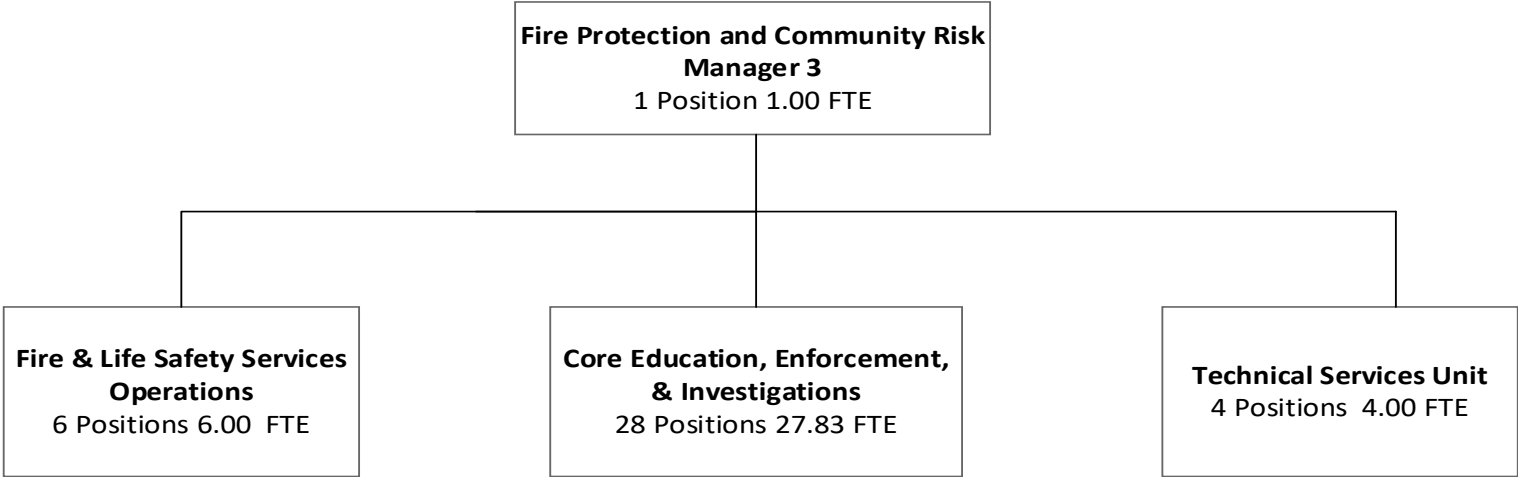 Fire Protection and Community Risk
Manager 3
1 Position 1.00 FTE
Fire & Life Safety Services
Operations
6 Positions 6.00 FTE
Core Education, Enforcement,
& Investigations
28 Positions 27.83 FTE
Technical Services Unit
4 Positions 4.00 FTE